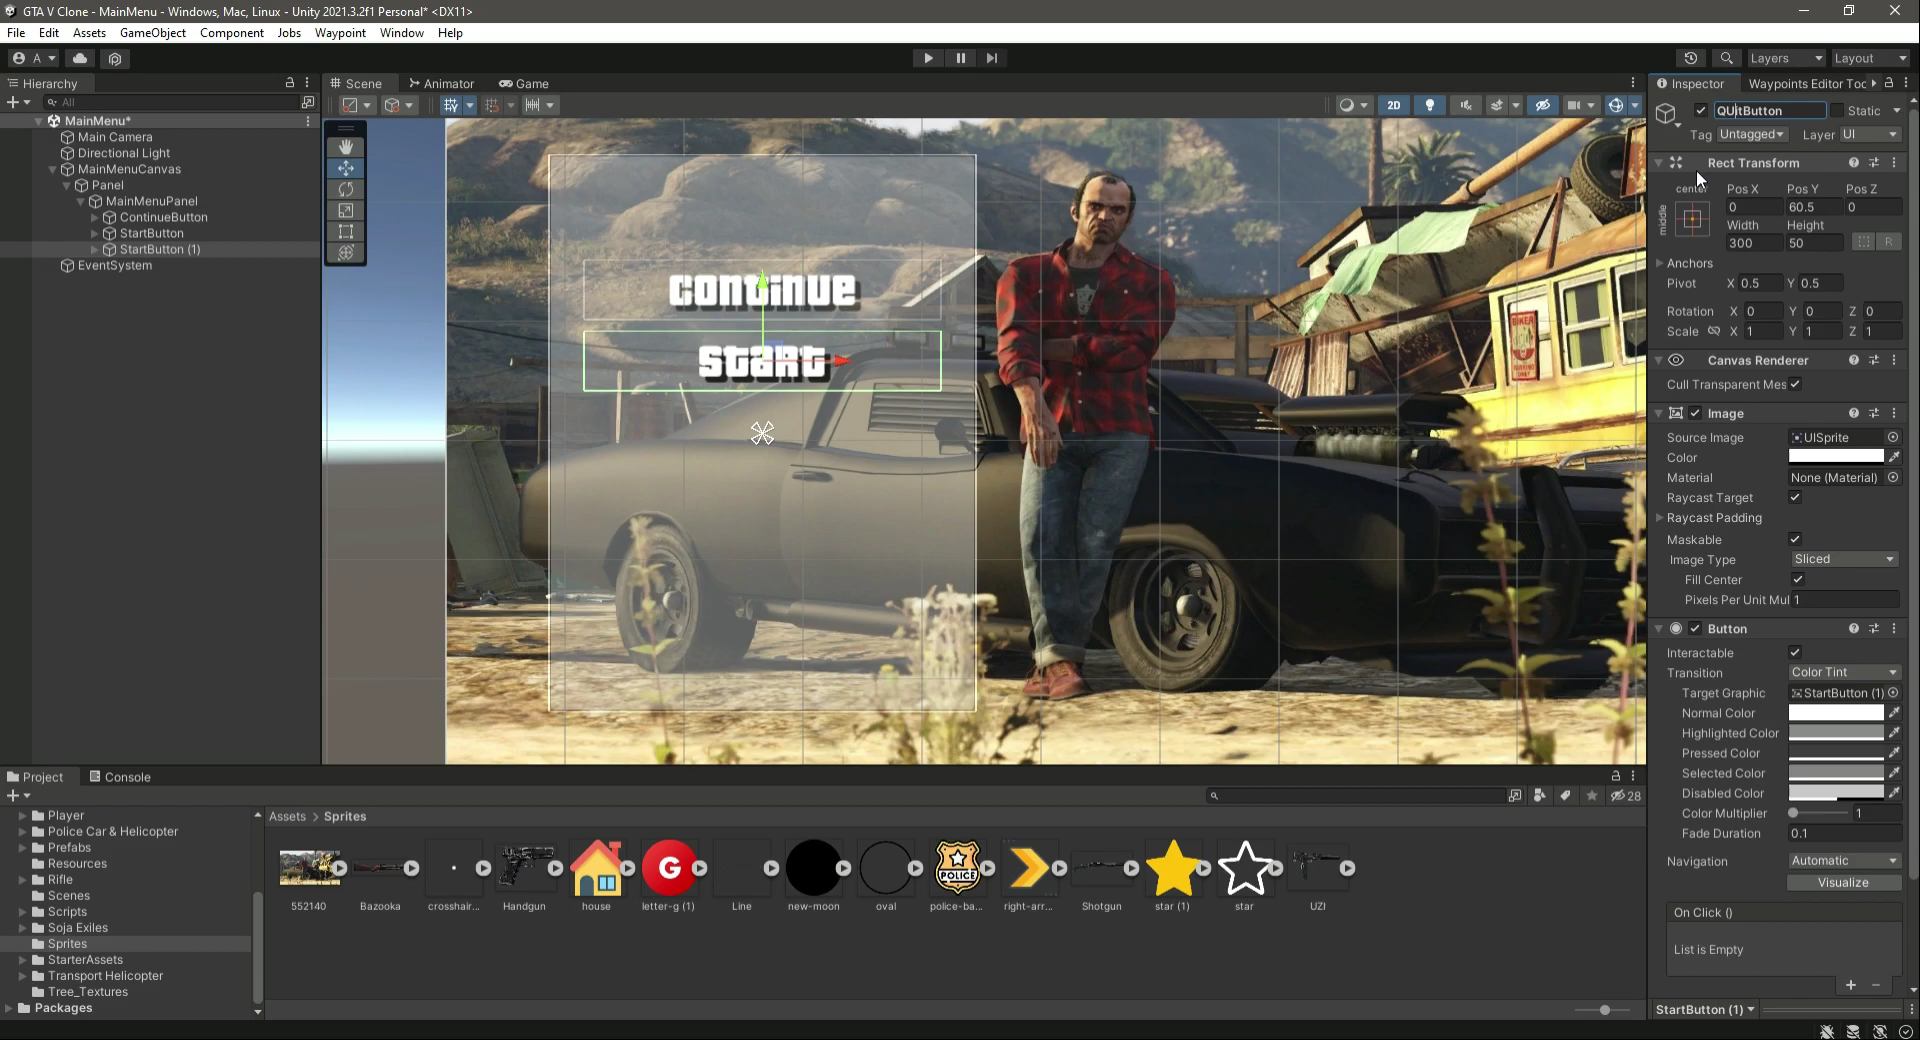 GTA V Clone - MainMenu - Windows, Mac, Linux - Unity 2021.3.2f1 Personal* <DX11>
File Edit Assets GameObject Component Jobs Waypoint Window Help
A Layers Layout
Hierarchy Scene Animator Game Inspector Waypoints Editor Toc
All
2D
MainMenu*
Main Camera
Directional Light
MainMenuCanvas
Panel
MainMenuPanel
ContinueButton
StartButton
StartButton (1)
EventSystem
Continue
Start
BIKER
QUitButton Static
Tag Untagged Layer UI
Rect Transform
center Pos X Pos Y Pos Z
middle
0 60.5 0
Width Height
300 50 R
Anchors
Pivot X 0.5 Y 0.5
Rotation X 0 Y 0 Z 0
Scale X 1 Y 1 Z 1
Canvas Renderer
Cull Transparent Mes
Image
Source Image UISprite
Color
Material None (Material)
Raycast Target
Raycast Padding
Maskable
Image Type Sliced
Fill Center
Pixels Per Unit Mul 1
Button
Interactable
Transition Color Tint
Target Graphic StartButton (1)
Normal Color
Highlighted Color
Pressed Color
Selected Color
Disabled Color
Color Multiplier 1
Fade Duration 0.1
Navigation Automatic
Visualize
On Click ()
List is Empty
StartButton (1)
Project Console
28
Player
Police Car & Helicopter
Prefabs
Resources
Rifle
Scenes
Scripts
Soja Exiles
Sprites
StarterAssets
Transport Helicopter
Tree_Textures
Packages
Assets > Sprites
G
POLICE
552140 Bazooka crosshair... Handgun house letter-g (1) Line new-moon oval police-ba... right-arr... Shotgun star (1) star UZI